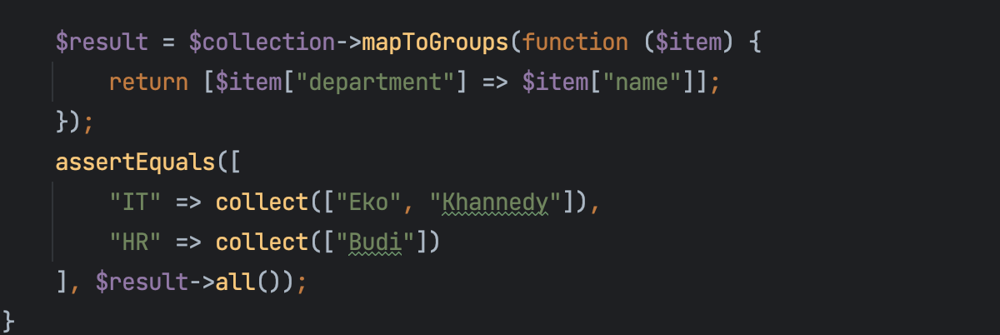 $result = $collection->mapToGroups(function ($item) {
return [$item["department"] => $item["name"]];
});
assertEquals([
"IT" => collect(["Eko", "Khannedy"]),
"HR" => collect(["Budi"])
], $result->all());
}